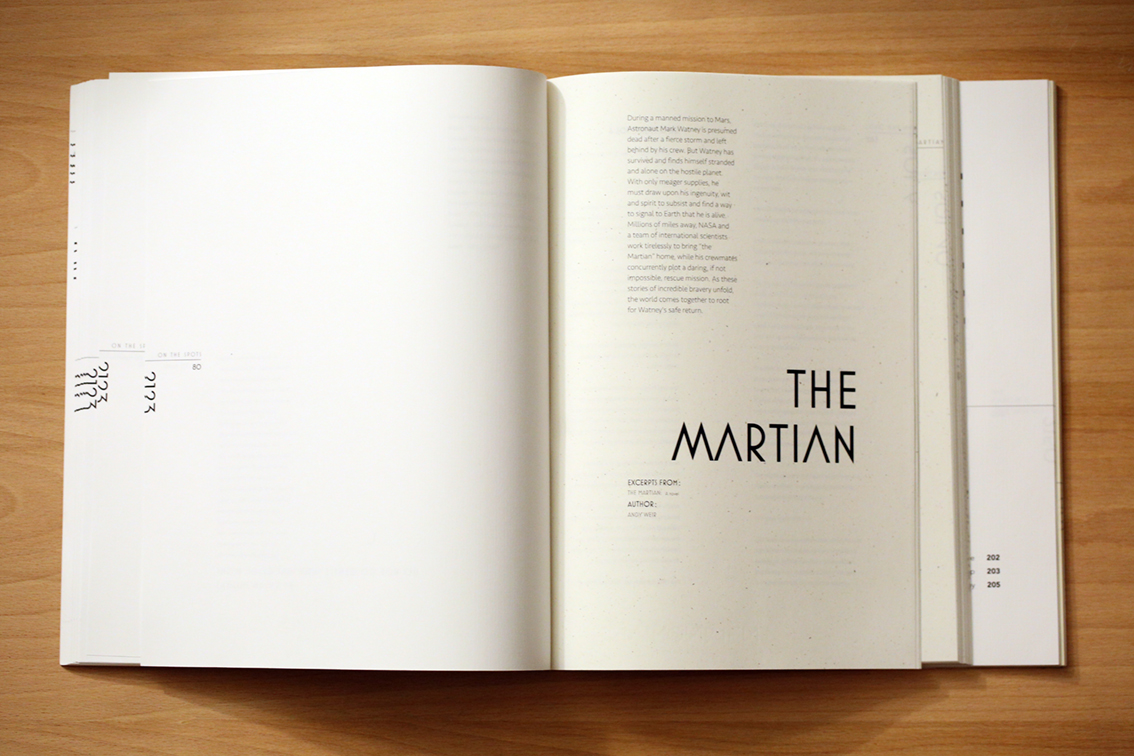 ON THE
ON THE (POT)
80
During a manned mission to Mars,
Astronaut Mark Watney is presumed
dead after a fierce storm and left
behind by his crew. But Watney has
survived and finds himself stranded
and alone on the hostile planet.
With only meager supplies, he
must draw upon his ingenuity, wit
and spirit to subsist and find a way
to signal to Earth that he is alive.
Millions of miles away, NASA and
a team of international scientists
work tirelessly to bring "the
Martian" home, while his crewmates
concurrently plot a daring, if not
impossible, rescue mission. As these
stories of incredible bravery unfold,
the world comes together to root
for Watney's safe return.
THE
MARTIAN
EXCERPTS FROM:
THE MARTIAN a novel
AUTHOR:
ANDY WEIR
202
203
205